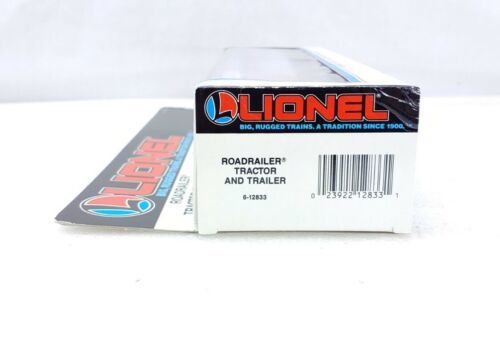 LIONEL
BIG, RUGGED TRAINS. A TRADITION SINCE 1900.
ROADRAILER®
TRACTOR
AND TRAILER
6-12833
0 23922 12833 1
LIONEL
ROADRAILER